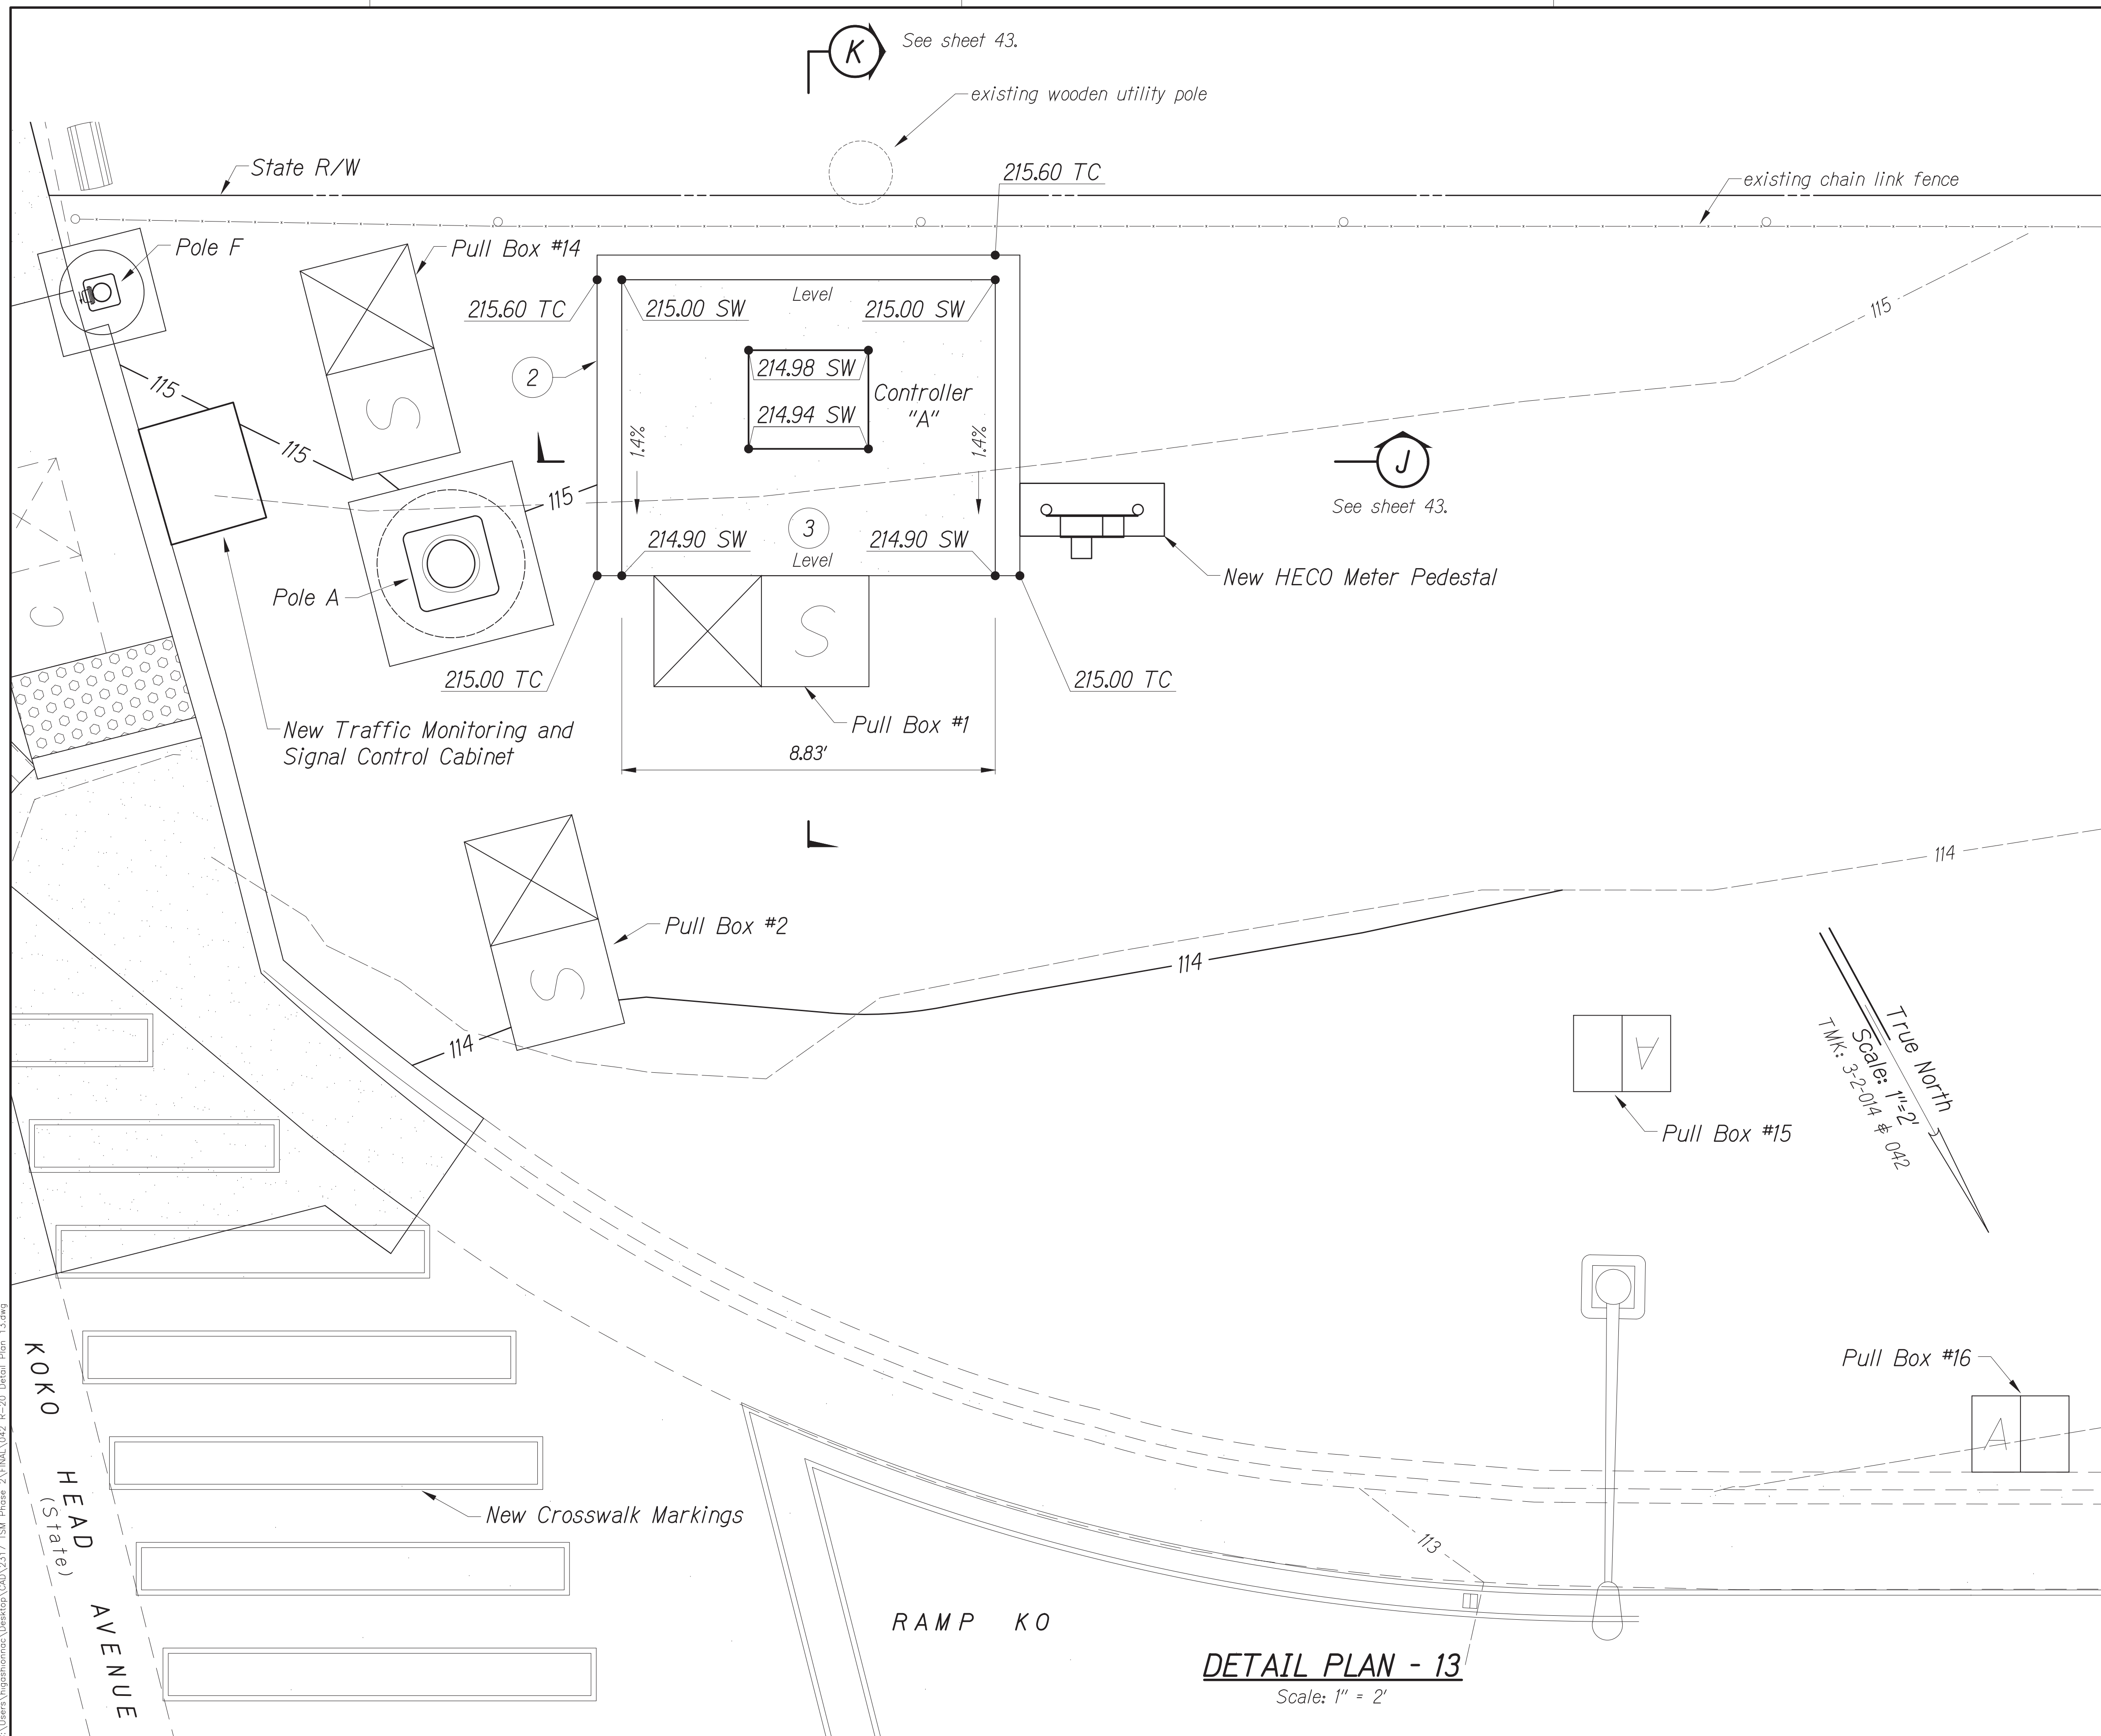 K
See sheet 43.
existing wooden utility pole
State R/W
215.60 TC
existing chain link fence
Pole F
Pull Box #14
215.60 TC
215.00 SW
Level
215.00 SW
115
2
214.98 SW
Controller
"A"
214.94 SW
115
115
S
1.4%
1.4%
J
See sheet 43.
115
3
Level
214.90 SW
214.90 SW
New HECO Meter Pedestal
Pole A
C
S
215.00 TC
215.00 TC
Pull Box #1
New Traffic Monitoring and
Signal Control Cabinet
8.83'
114
Pull Box #2
S
114
114
True North
Scale: 1"=2'
TMK: 3-2-014 & 042
A
Pull Box #15
Pull Box #16
A
KOKO HEAD AVENUE
(State)
New Crosswalk Markings
113
RAMP KO
DETAIL PLAN - 13
Scale: 1" = 2'